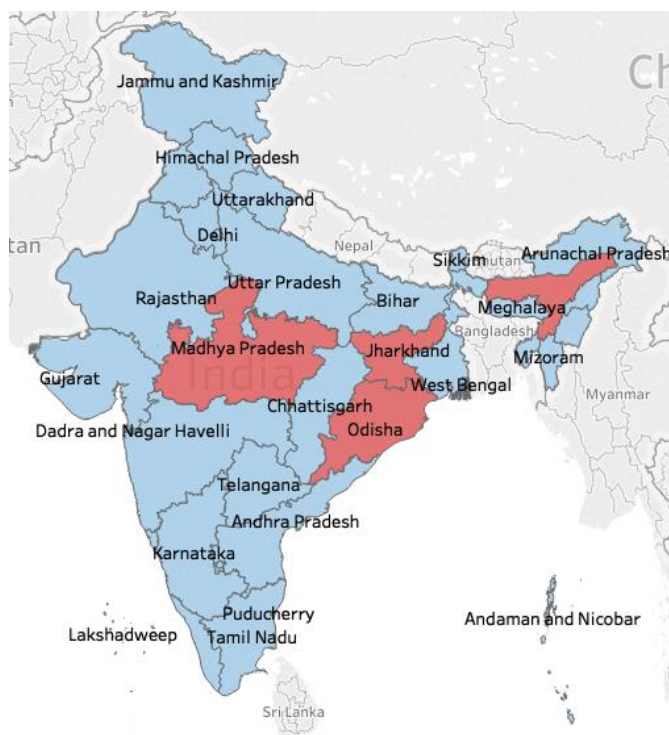 Ch
Jammu and Kashmir
Himachal Pradesh
Uttarakhand
tan
Delhi
Nepal
Sikkim
Bhutan
Arunachal Pradesh
Uttar Pradesh
Rajasthan
Bihar
Meghalaya
Bangladesh
Madhya Pradesh
Jharkhand
Mizoram
India
Gujarat
West Bengal
Myanmar
Chhattisgarh
Dadra and Nagar Havelli
Odisha
Telangana
Andhra Pradesh
Karnataka
Puducherry
Andaman and Nicobar
Lakshadweep
Tamil Nadu
Sri Lanka